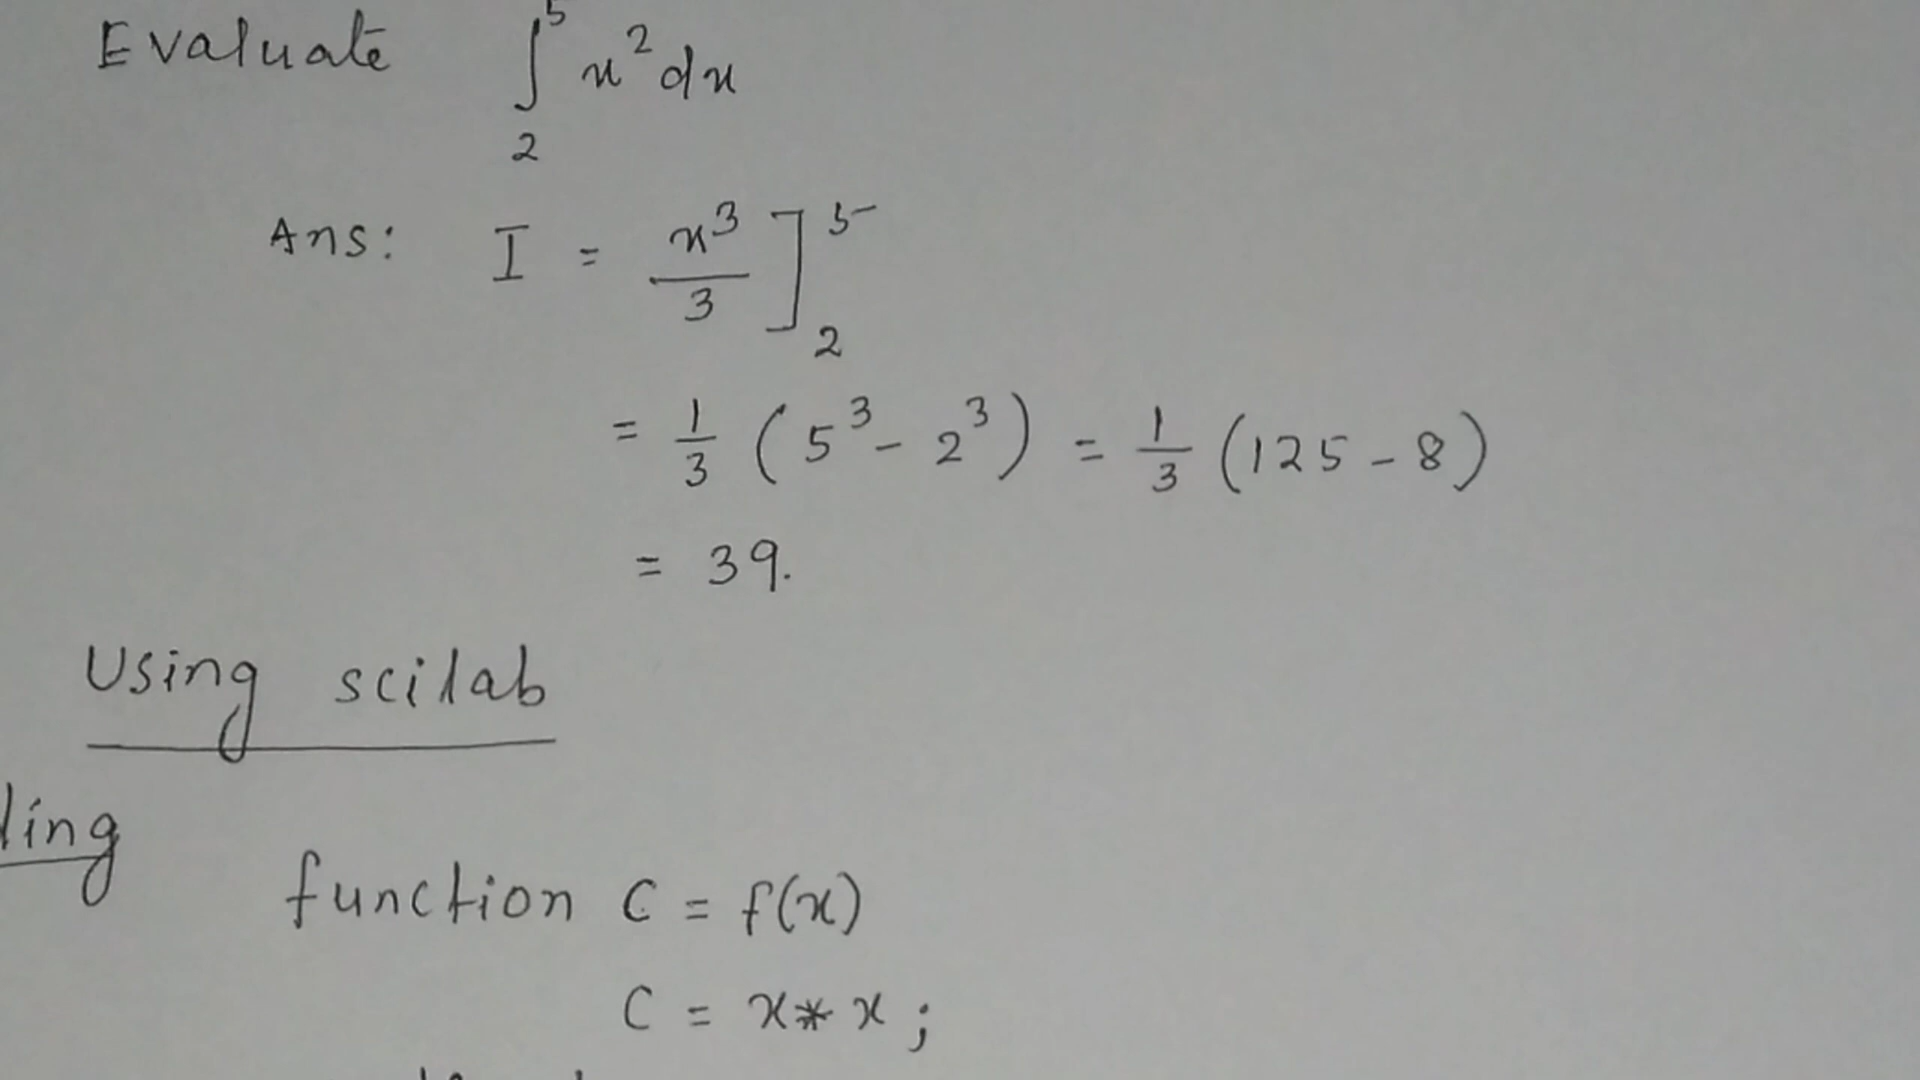 Evaluate ∫₂⁵ x² dx
Ans: I = x³/3 ]₂⁵
= 1/3 ( 5³ - 2³ ) = 1/3 (125 - 8)
= 39.
Using scilab
function C = f(x)
C = x * x ;